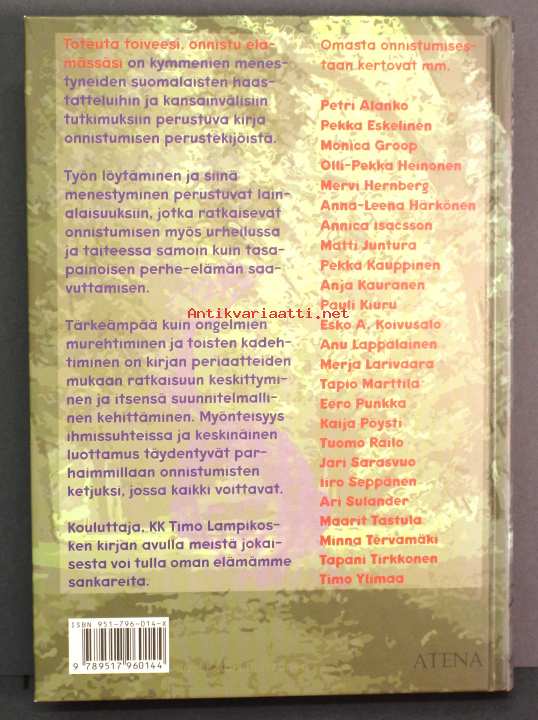 Toteuta toiveesi, onnistu elä-
mässäsi on kymmenien menes-
tyneiden suomalaisten haas-
tatteluihin ja kansainvälisiin
tutkimuksiin perustuva kirja
onnistumisen perustekijöistä.
Työn löytäminen ja siinä
menestyminen perustuvat lain-
alaisuuksiin, jotka ratkaisevat
onnistumisen myös urheilussa
ja taiteessa samoin kuin tasa-
painoisen perhe-elämän saa-
vuttamisen.
Tärkeämpää kuin ongelmien
murehtiminen ja toisten kadeh-
timinen on kirjan periaatteiden
mukaan ratkaisuun keskittymi-
nen ja itsensä suunnitelmalli-
nen kehittäminen. Myönteisyys
ihmissuhteissa ja keskinäinen
luottamus täydentyvät par-
haimmillaan onnistumisten
ketjuksi, jossa kaikki voittavat.
Kouluttaja, KK Timo Lampikos-
ken kirjan avulla meistä jokai-
sesta voi tulla oman elämämme
sankareita.
Omasta onnistumises-
taan kertovat mm.
Petri Alanko
Pekka Eskelinen
Monica Groop
Olli-Pekka Heinonen
Mervi Hernberg
Anna-Leena Härkönen
Annica Isacsson
Matti Juntura
Pekka Kauppinen
Anja Kauranen
Pauli Kiuru
Esko A. Koivusalo
Anu Lappalainen
Merja Larivaara
Tapio Marttila
Eero Punkka
Kaija Pöysti
Tuomo Railo
Jari Sarasvuo
Iiro Seppänen
Ari Sulander
Maarit Tastula
Minna Tervamäki
Tapani Tirkkonen
Timo Ylimaa
Antikvariaatti.net
ISBN 951-796-014-X
9 789517 960144
ATENA